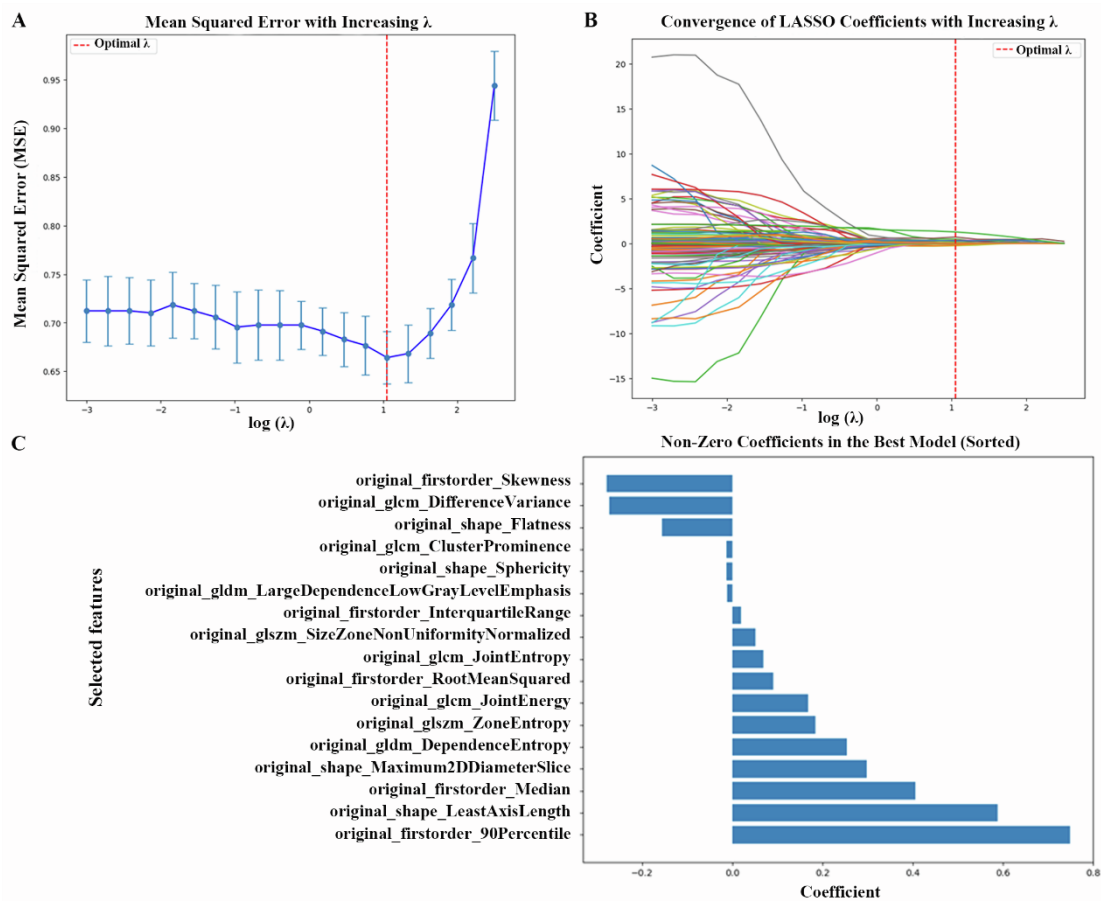 A
Mean Squared Error with Increasing λ
Optimal λ
0.95
0.90
0.85
0.80
0.75
0.70
0.65
Mean Squared Error (MSE)
−3
−2
−1
0
1
2
log (λ)
B
Convergence of LASSO Coefficients with Increasing λ
Optimal λ
20
15
10
5
0
−5
−10
−15
Coefficient
−3
−2
−1
0
1
2
log (λ)
C
Non-Zero Coefficients in the Best Model (Sorted)
Selected features
original_firstorder_Skewness
original_glcm_DifferenceVariance
original_shape_Flatness
original_glcm_ClusterProminence
original_shape_Sphericity
original_gldm_LargeDependenceLowGrayLevelEmphasis
original_firstorder_InterquartileRange
original_glszm_SizeZoneNonUniformityNormalized
original_glcm_JointEntropy
original_firstorder_RootMeanSquared
original_glcm_JointEnergy
original_glszm_ZoneEntropy
original_gldm_DependenceEntropy
original_shape_Maximum2DDiameterSlice
original_firstorder_Median
original_shape_LeastAxisLength
original_firstorder_90Percentile
−0.2
0.0
0.2
0.4
0.6
0.8
Coefficient